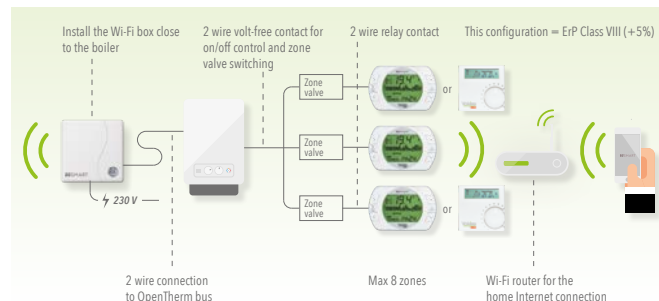 Install the Wi-Fi box close
to the boiler
2 wire volt-free contact for
on/off control and zone
valve switching
2 wire relay contact
This configuration = ErP Class VIII (+5%)
Zone
valve
or
Zone
valve
SMART
230 V
Zone
valve
or
2 wire connection
to OpenTherm bus
Max 8 zones
Wi-Fi router for the
home Internet connection